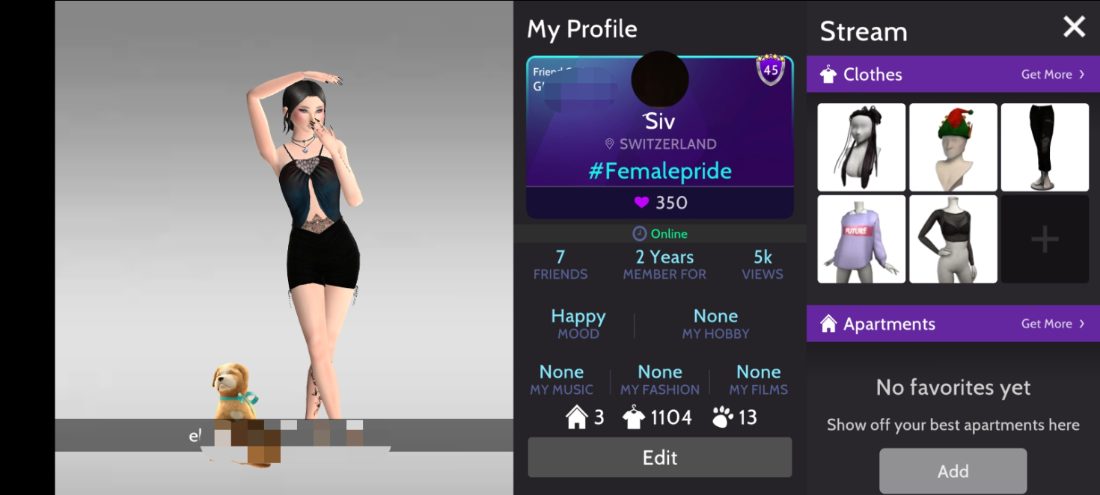 My Profile
Friend
45
Siv
SWITZERLAND
#Femalepride
350
Online
7
FRIENDS
2 Years
MEMBER FOR
5k
VIEWS
Happy
MOOD
None
MY HOBBY
None
MY MUSIC
None
MY FASHION
None
MY FILMS
3
1104
13
Edit
Stream
Clothes
Get More
FUTURE
Apartments
Get More
No favorites yet
Show off your best apartments here
Add